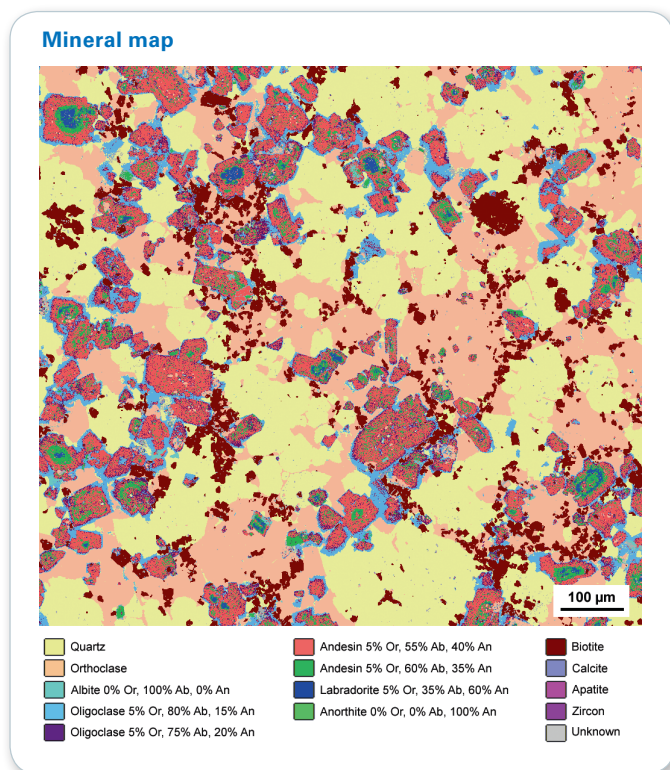 Mineral map
100 µm
Quartz
Orthoclase
Albite 0% Or, 100% Ab, 0% An
Oligoclase 5% Or, 80% Ab, 15% An
Oligoclase 5% Or, 75% Ab, 20% An
Andesin 5% Or, 55% Ab, 40% An
Andesin 5% Or, 60% Ab, 35% An
Labradorite 5% Or, 35% Ab, 60% An
Anorthite 0% Or, 0% Ab, 100% An
Biotite
Calcite
Apatite
Zircon
Unknown